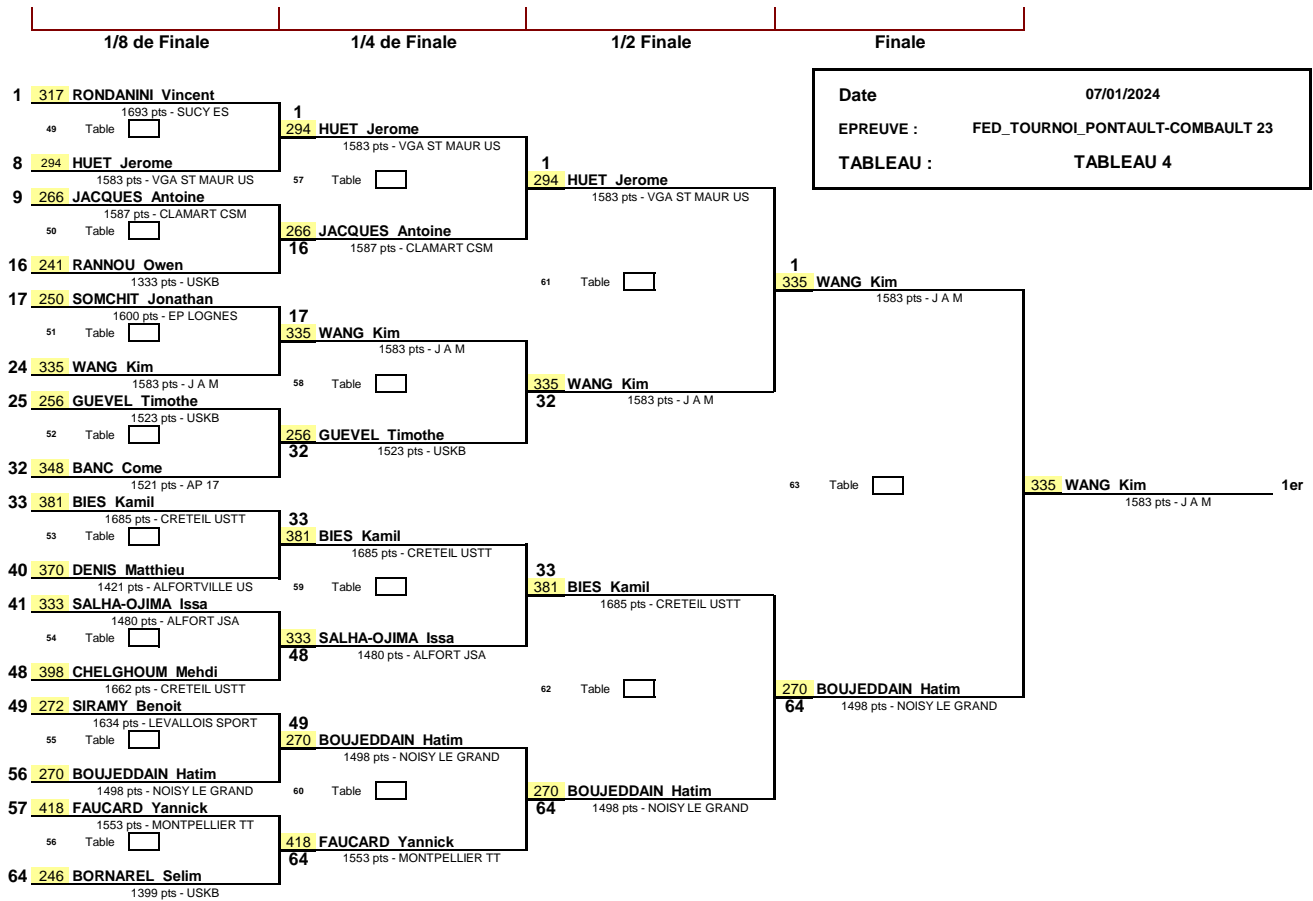 1/8 de Finale
1/4 de Finale
1/2 Finale
Finale
Date 07/01/2024
EPREUVE : FED_TOURNOI_PONTAULT-COMBAULT 23
TABLEAU : TABLEAU 4
1 317 RONDANINI Vincent
1693 pts - SUCY ES
49 Table
8 294 HUET Jerome
1583 pts - VGA ST MAUR US
9 266 JACQUES Antoine
1587 pts - CLAMART CSM
50 Table
16 241 RANNOU Owen
1333 pts - USKB
17 250 SOMCHIT Jonathan
1600 pts - EP LOGNES
51 Table
24 335 WANG Kim
1583 pts - J A M
25 256 GUEVEL Timothe
1523 pts - USKB
52 Table
32 348 BANC Come
1521 pts - AP 17
33 381 BIES Kamil
1685 pts - CRETEIL USTT
53 Table
40 370 DENIS Matthieu
1421 pts - ALFORTVILLE US
41 333 SALHA-OJIMA Issa
1480 pts - ALFORT JSA
54 Table
48 398 CHELGHOUM Mehdi
1662 pts - CRETEIL USTT
49 272 SIRAMY Benoit
1634 pts - LEVALLOIS SPORT
55 Table
56 270 BOUJEDDAIN Hatim
1498 pts - NOISY LE GRAND
57 418 FAUCARD Yannick
1553 pts - MONTPELLIER TT
56 Table
64 246 BORNAREL Selim
1399 pts - USKB
1
294 HUET Jerome
1583 pts - VGA ST MAUR US
57 Table
266 JACQUES Antoine
16 1587 pts - CLAMART CSM
17
335 WANG Kim
1583 pts - J A M
58 Table
256 GUEVEL Timothe
32 1523 pts - USKB
33
381 BIES Kamil
1685 pts - CRETEIL USTT
59 Table
333 SALHA-OJIMA Issa
48 1480 pts - ALFORT JSA
49
270 BOUJEDDAIN Hatim
1498 pts - NOISY LE GRAND
60 Table
418 FAUCARD Yannick
64 1553 pts - MONTPELLIER TT
1
294 HUET Jerome
1583 pts - VGA ST MAUR US
61 Table
335 WANG Kim
32 1583 pts - J A M
33
381 BIES Kamil
1685 pts - CRETEIL USTT
62 Table
270 BOUJEDDAIN Hatim
64 1498 pts - NOISY LE GRAND
1
335 WANG Kim
1583 pts - J A M
63 Table
270 BOUJEDDAIN Hatim
64 1498 pts - NOISY LE GRAND
335 WANG Kim 1er
1583 pts - J A M